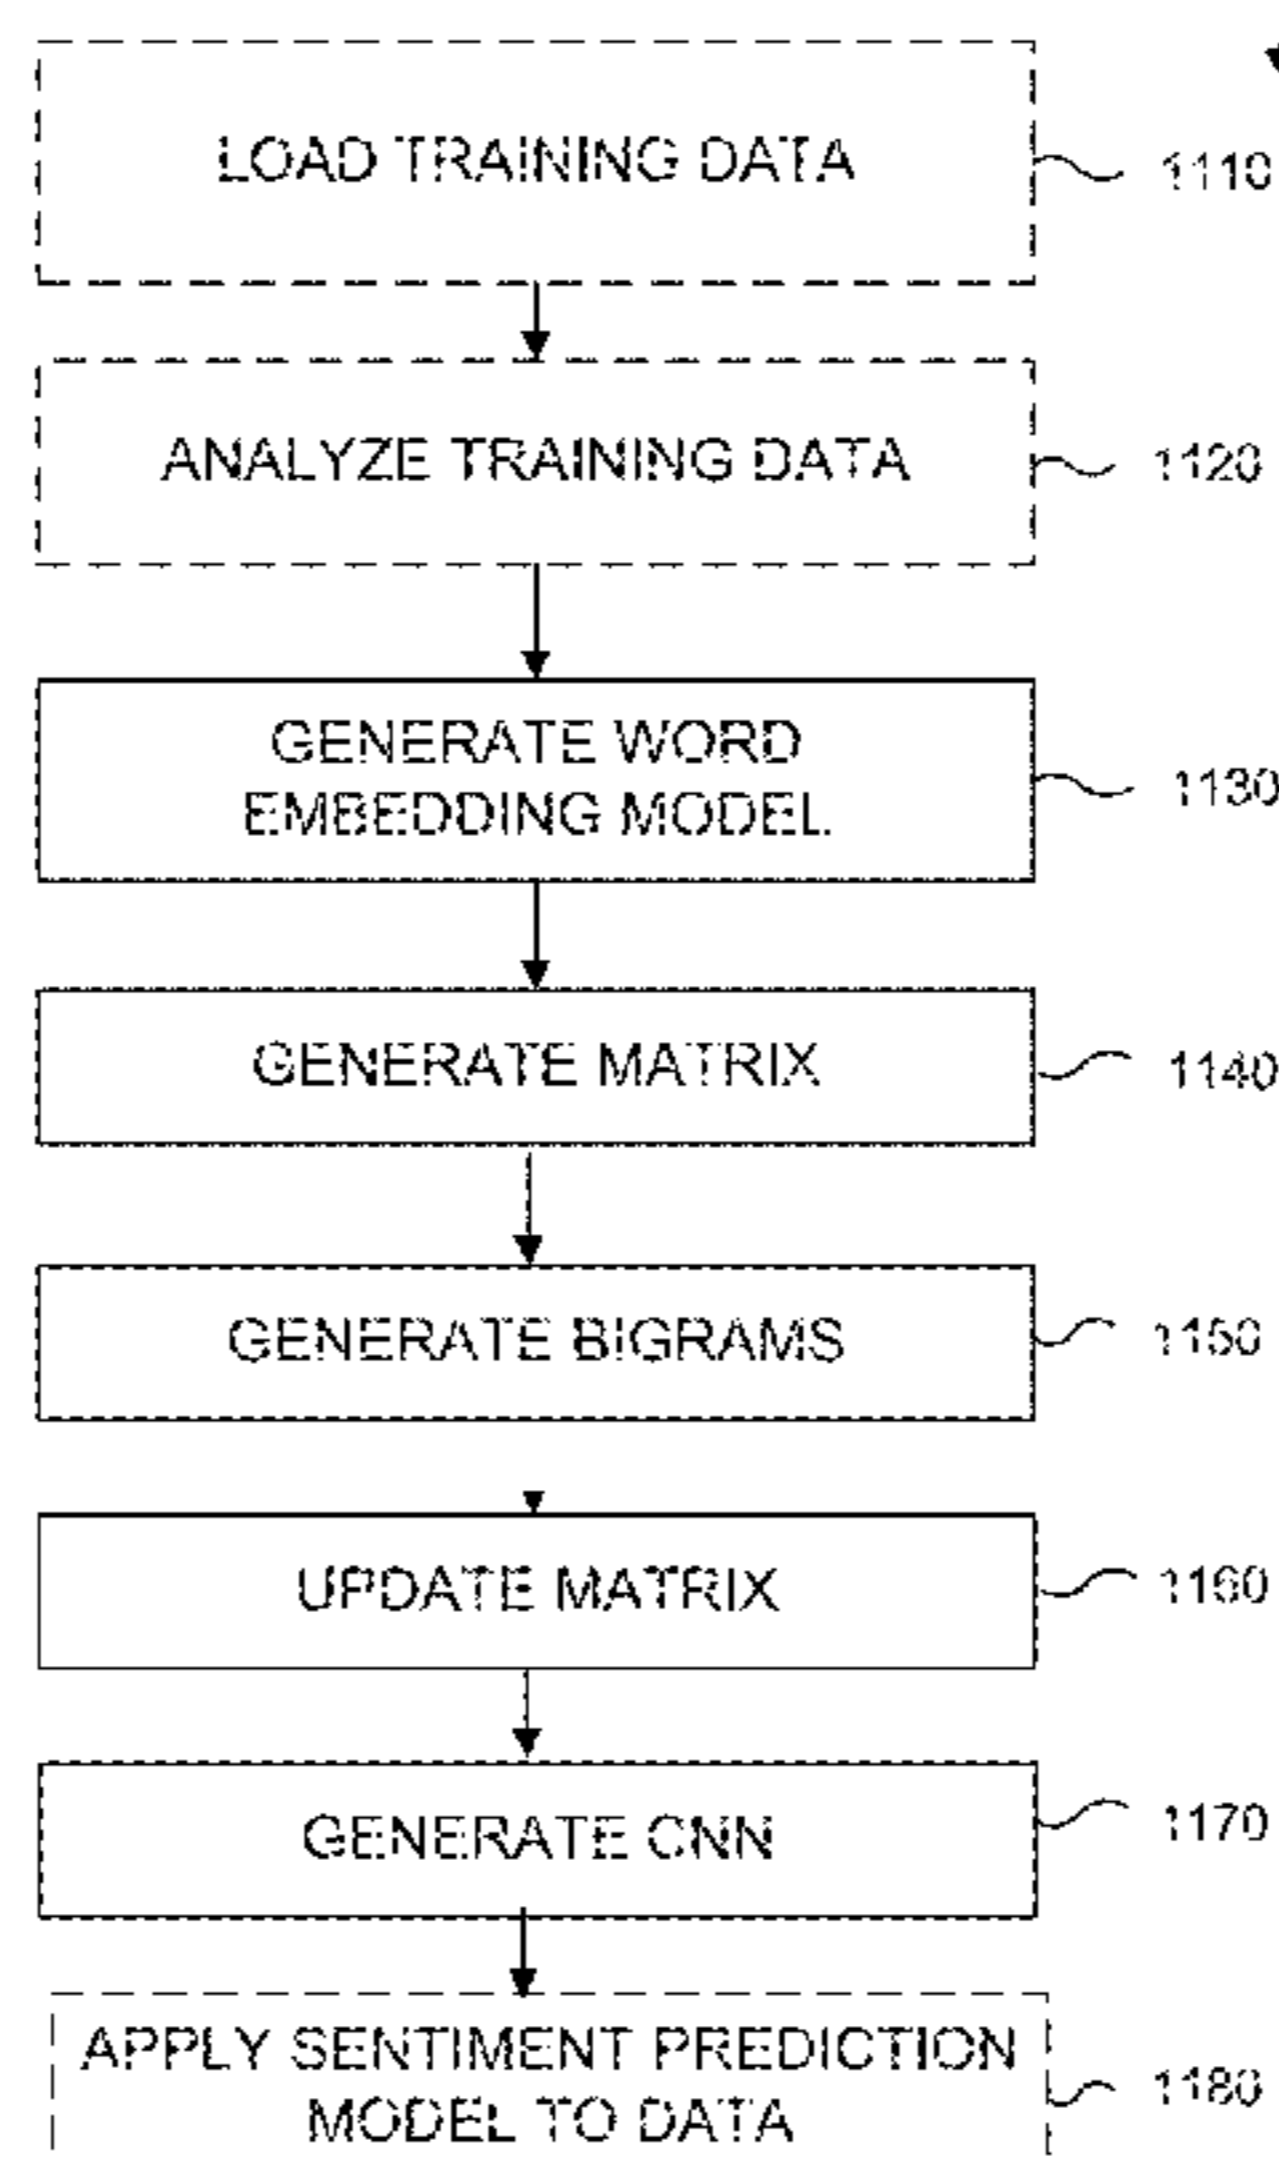 LOAD TRAINING DATA
1110
ANALYZE TRAINING DATA
1120
GENERATE WORD
EMBEDDING MODEL
1130
GENERATE MATRIX
1140
GENERATE BIGRAMS
1150
UPDATE MATRIX
1160
GENERATE CNN
1170
APPLY SENTIMENT PREDICTION
MODEL TO DATA
1180